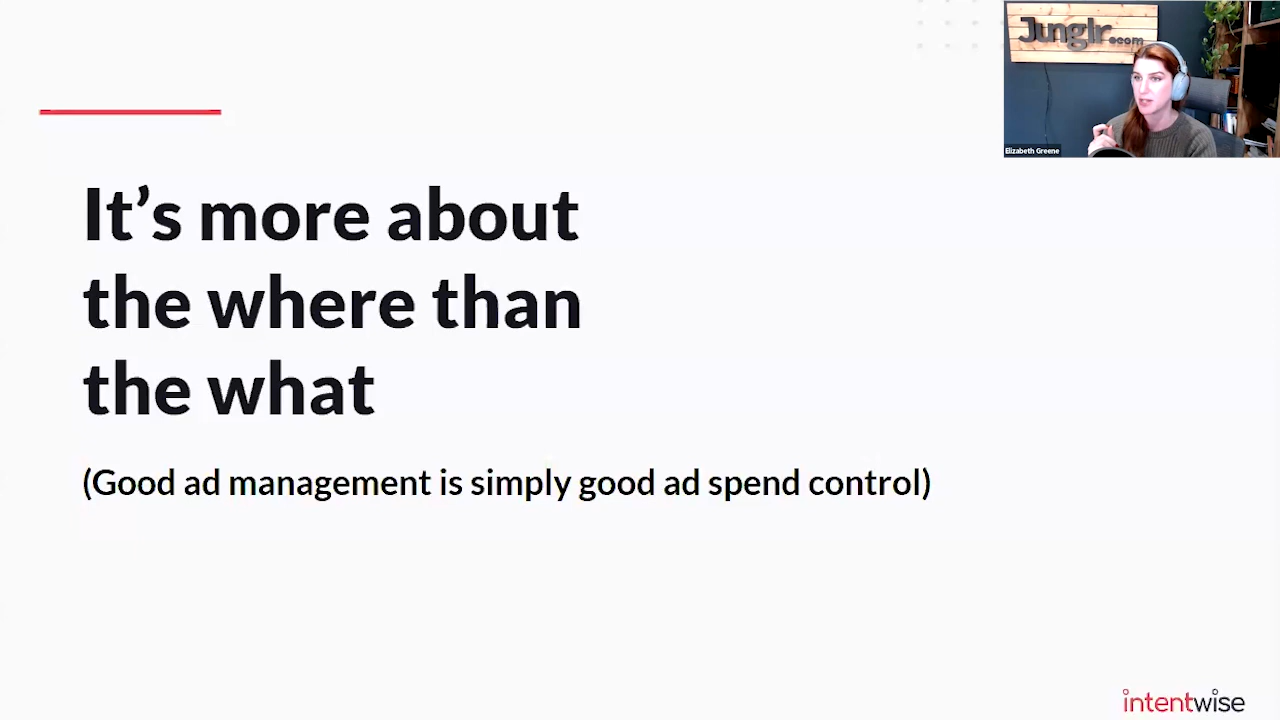 Junglr.com
Elizabeth Greene
It’s more about
the where than
the what
(Good ad management is simply good ad spend control)
intentwise